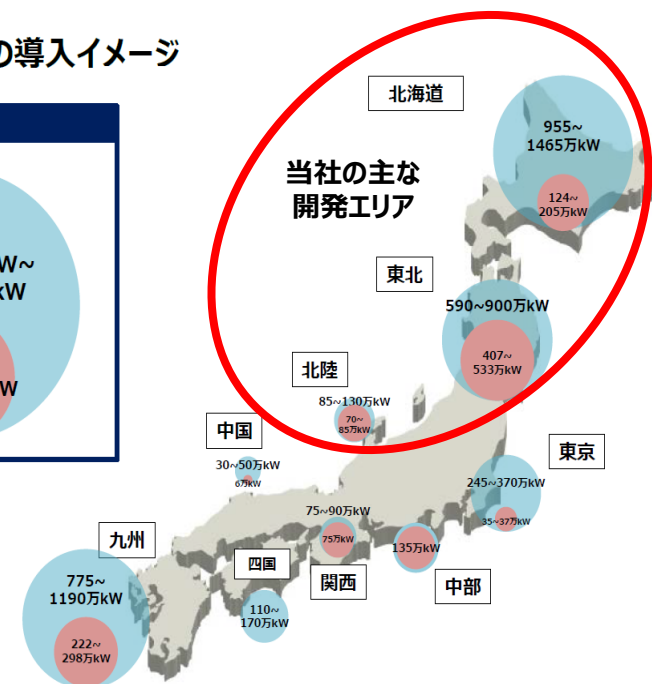 の導入イメージ
北海道
955~
1465万kW
124~
205万kW
当社の主な
開発エリア
東北
590~900万kW
407~
533万kW
W~
kW
W
北陸
85~130万kW
70~
85万kW
中国
30~50万kW
6万kW
東京
245~370万kW
35~37万kW
75~90万kW
75万kW
関西
135万kW
中部
九州
775~
1190万kW
222~
298万kW
四国
110~
170万kW